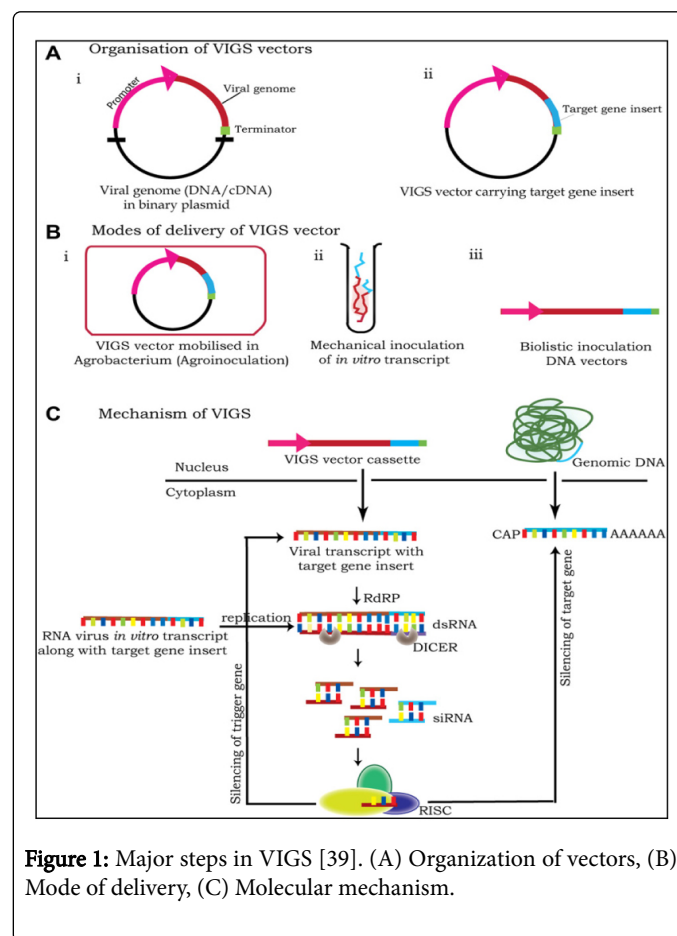 A Organisation of VIGS vectors
i
Promoter
Viral genome
Terminator
Viral genome (DNA/cDNA)
in binary plasmid
ii
Target gene insert
VIGS vector carrying target gene insert
B Modes of delivery of VIGS vector
i
VIGS vector mobilised in
Agrobacterium (Agroinoculation)
ii
Mechanical inoculation
of in vitro transcript
iii
Biolistic inoculation
DNA vectors
C Mechanism of VIGS
VIGS vector cassette
Genomic DNA
Nucleus
Cytoplasm
Viral transcript with
target gene insert
CAP AAAAAA
RdRP
replication
dsRNA
DICER
RNA virus in vitro transcript
along with target gene insert
siRNA
RISC
Silencing of trigger gene
Silencing of target gene
Figure 1: Major steps in VIGS [39]. (A) Organization of vectors, (B)
Mode of delivery, (C) Molecular mechanism.